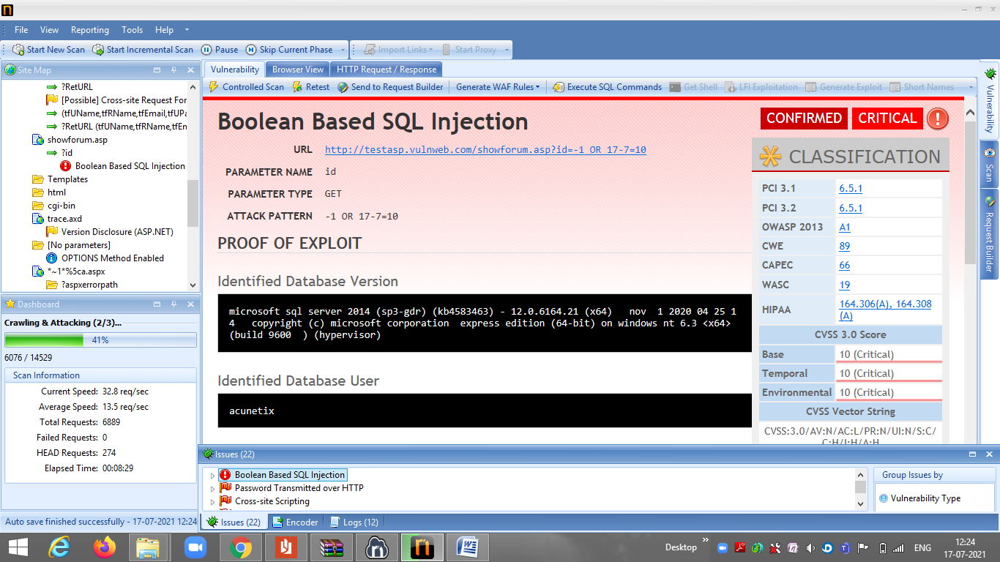 n
File View Reporting Tools Help
Start New Scan Start Incremental Scan Pause Skip Current Phase Import Links Start Proxy
Site Map
?RetURL
[Possible] Cross-site Request For
(tfUName,tfRName,tfEmail,tfUPa
?RetURL (tfUName,tfRName,tfEn
showforum.asp
?id
Boolean Based SQL Injection
Templates
html
cgi-bin
trace.axd
Version Disclosure (ASP.NET)
[No parameters]
OPTIONS Method Enabled
*~1*%5ca.aspx
?aspxerrorpath
Dashboard
Crawling & Attacking (2/3)...
41%
6076 / 14529
Scan Information
Current Speed: 32.8 req/sec
Average Speed: 13.5 req/sec
Total Requests: 6889
Failed Requests: 0
HEAD Requests: 274
Elapsed Time: 00:08:29
Auto save finished successfully - 17-07-2021 12:24
Vulnerability Browser View HTTP Request / Response
Controlled Scan Retest Send to Request Builder Generate WAF Rules Execute SQL Commands Get Shell LFI Exploitation Generate Exploit Short Names
Boolean Based SQL Injection
CONFIRMED CRITICAL
URL http://testasp.vulnweb.com/showforum.asp?id=-1 OR 17-7=10
PARAMETER NAME id
PARAMETER TYPE GET
ATTACK PATTERN -1 OR 17-7=10
PROOF OF EXPLOIT
Identified Database Version
microsoft sql server 2014 (sp3-gdr) (kb4583463) - 12.0.6164.21 (x64) nov 1 2020 04 25 1
4 copyright (c) microsoft corporation express edition (64-bit) on windows nt 6.3 <x64>
(build 9600 ) (hypervisor)
Identified Database User
acunetix
CLASSIFICATION
PCI 3.1 6.5.1
PCI 3.2 6.5.1
OWASP 2013 A1
CWE 89
CAPEC 66
WASC 19
HIPAA 164.306(A), 164.308
(A)
CVSS 3.0 Score
Base 10 (Critical)
Temporal 10 (Critical)
Environmental 10 (Critical)
CVSS Vector String
CVSS:3.0/AV:N/AC:L/PR:N/UI:N/S:C/
C:H/I:H/A:H
Vulnerability
Scan
Request Builder
Issues (22)
Boolean Based SQL Injection
Password Transmitted over HTTP
Cross-site Scripting
Group Issues by
Vulnerability Type
Issues (22) Encoder Logs (12)
Desktop
ENG
12:24
17-07-2021